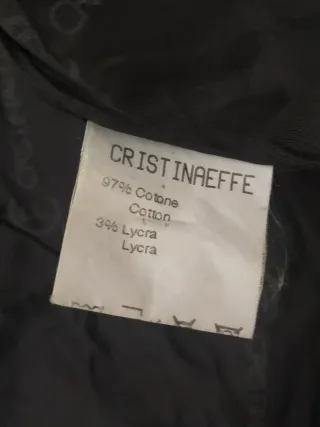 CRISTINAEFFE
97% Cotone
Cotton
3% Lycra
Lycra